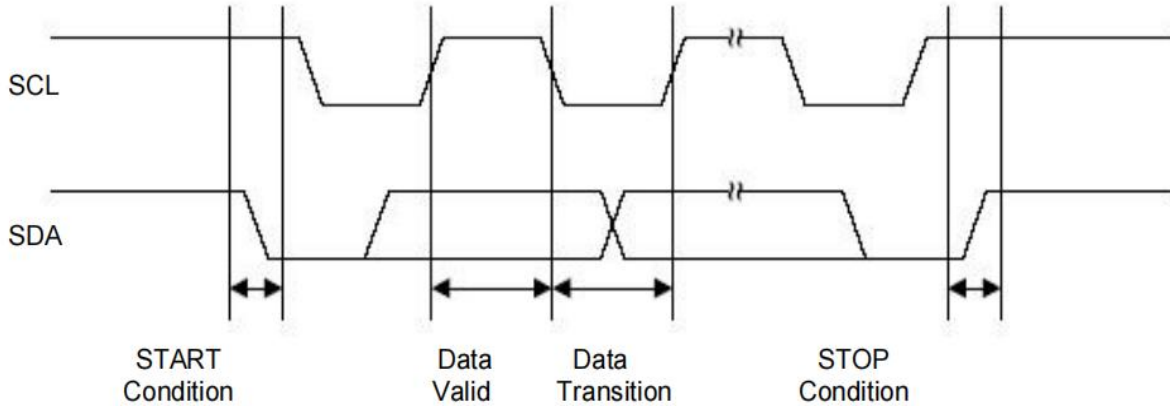 SCL
SDA
START
Condition
Data
Valid
Data
Transition
STOP
Condition